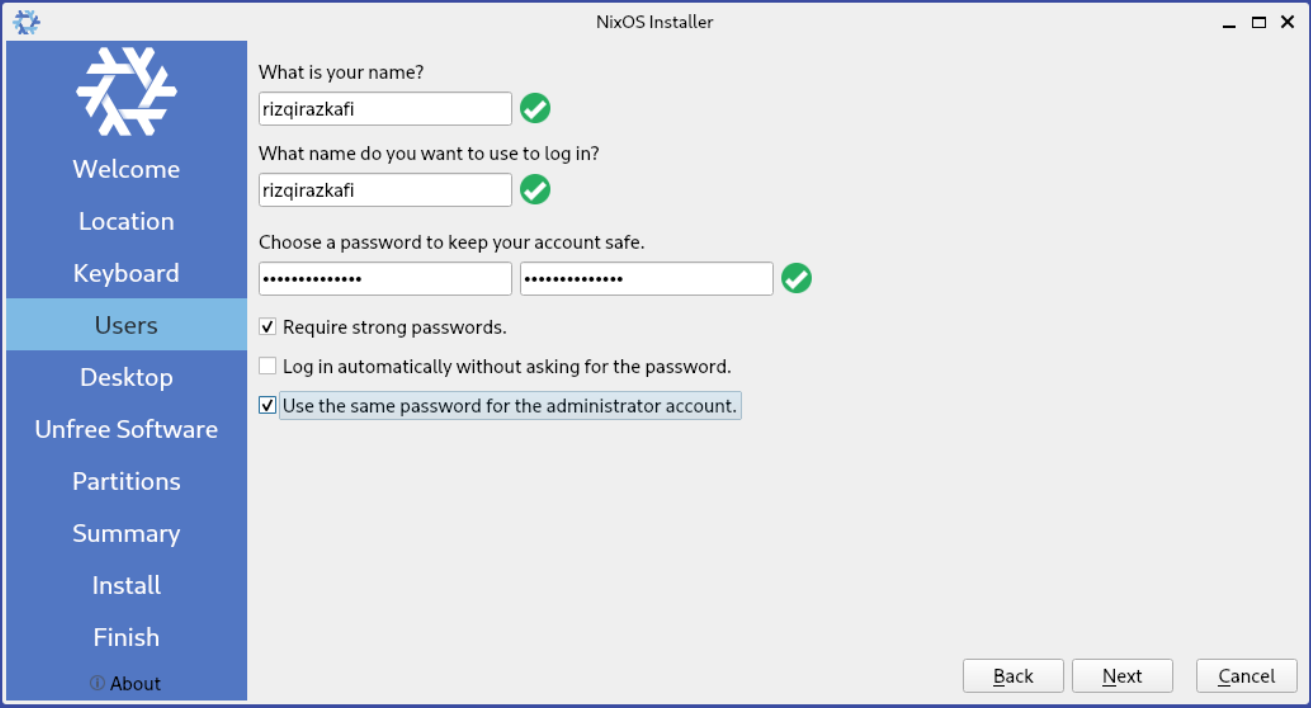 NixOS Installer
Welcome
Location
Keyboard
Users
Desktop
Unfree Software
Partitions
Summary
Install
Finish
About
What is your name?
rizqirazkafi
What name do you want to use to log in?
rizqirazkafi
Choose a password to keep your account safe.
•••••••••••••• ••••••••••••••
Require strong passwords.
Log in automatically without asking for the password.
Use the same password for the administrator account.
Back Next Cancel